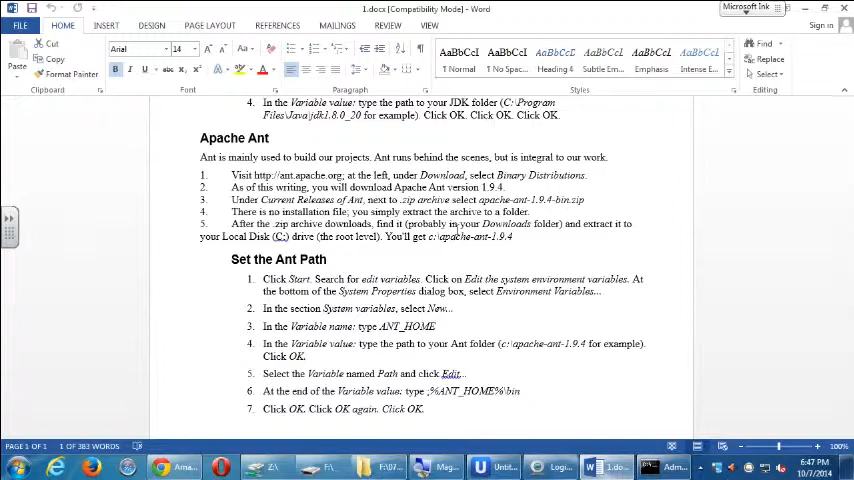 1.docx [Compatibility Mode] - Word
Microsoft Ink
FILE HOME INSERT DESIGN PAGE LAYOUT REFERENCES MAILINGS REVIEW VIEW Sign in
Cut
Copy
Format Painter
Paste
Arial 14
B I U
AaBbCcI AaBbCcI AaBbCcI AaBbCcI AaBbCcI AaBbCcI
¶ Normal ¶ No Spac... Heading 4 Subtle Em... Emphasis Intense E...
Find
Replace
Select
Clipboard Font Paragraph Styles Editing
4. In the Variable value: type the path to your JDK folder (C:\Program
Files\Java\jdk1.8.0_20 for example). Click OK. Click OK. Click OK.
Apache Ant
Ant is mainly used to build our projects. Ant runs behind the scenes, but is integral to our work.
1. Visit http://ant.apache.org; at the left, under Download, select Binary Distributions.
2. As of this writing, you will download Apache Ant version 1.9.4.
3. Under Current Releases of Ant, next to .zip archive select apache-ant-1.9.4-bin.zip
4. There is no installation file; you simply extract the archive to a folder.
5. After the .zip archive downloads, find it (probably in your Downloads folder) and extract it to
your Local Disk (C:) drive (the root level). You'll get c:\apache-ant-1.9.4
Set the Ant Path
1. Click Start. Search for edit variables. Click on Edit the system environment variables. At
the bottom of the System Properties dialog box, select Environment Variables...
2. In the section System variables, select New...
3. In the Variable name: type ANT_HOME
4. In the Variable value: type the path to your Ant folder (c:\apache-ant-1.9.4 for example).
Click OK.
5. Select the Variable named Path and click Edit...
6. At the end of the Variable value: type ;%ANT_HOME%\bin
7. Click OK. Click OK again. Click OK.
PAGE 1 OF 1 1 OF 383 WORDS 100%
Ama... Z:\ F:\ F:\07... Mag... Untit... Logi... 1.do... Adm...
6:47 PM
10/7/2014